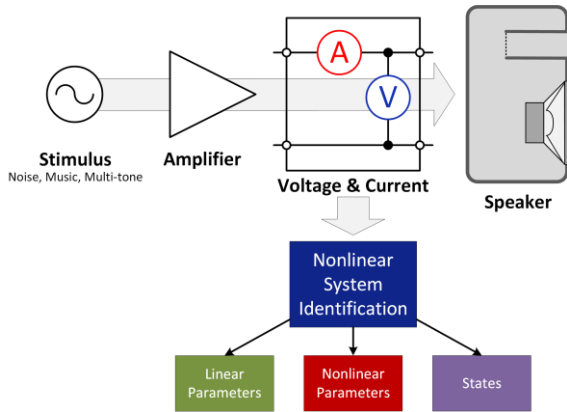 A
V
Stimulus
Noise, Music, Multi-tone
Amplifier
Voltage & Current
Speaker
Nonlinear
System
Identification
Linear
Parameters
Nonlinear
Parameters
States